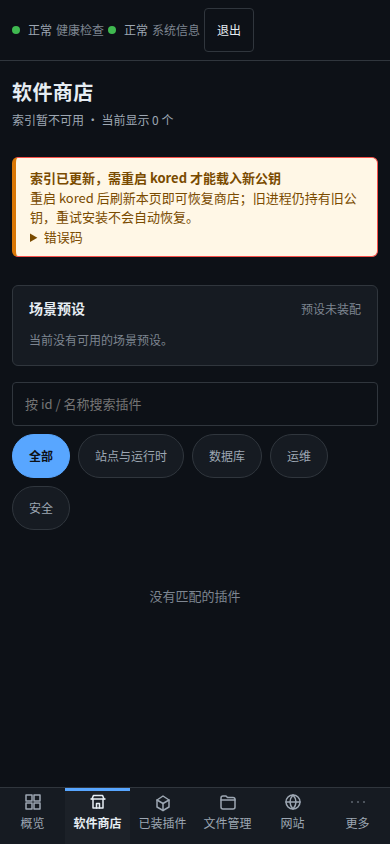 正常 健康检查 正常 系统信息 退出
软件商店
索引暂不可用 · 当前显示 0 个
索引已更新，需重启 kored 才能载入新公钥
重启 kored 后刷新本页即可恢复商店；旧进程仍持有旧公
钥，重试安装不会自动恢复。
▶ 错误码
场景预设 预设未装配
当前没有可用的场景预设。
按 id / 名称搜索插件
全部 站点与运行时 数据库 运维
安全
没有匹配的插件
概览 软件商店 已装插件 文件管理 网站 更多